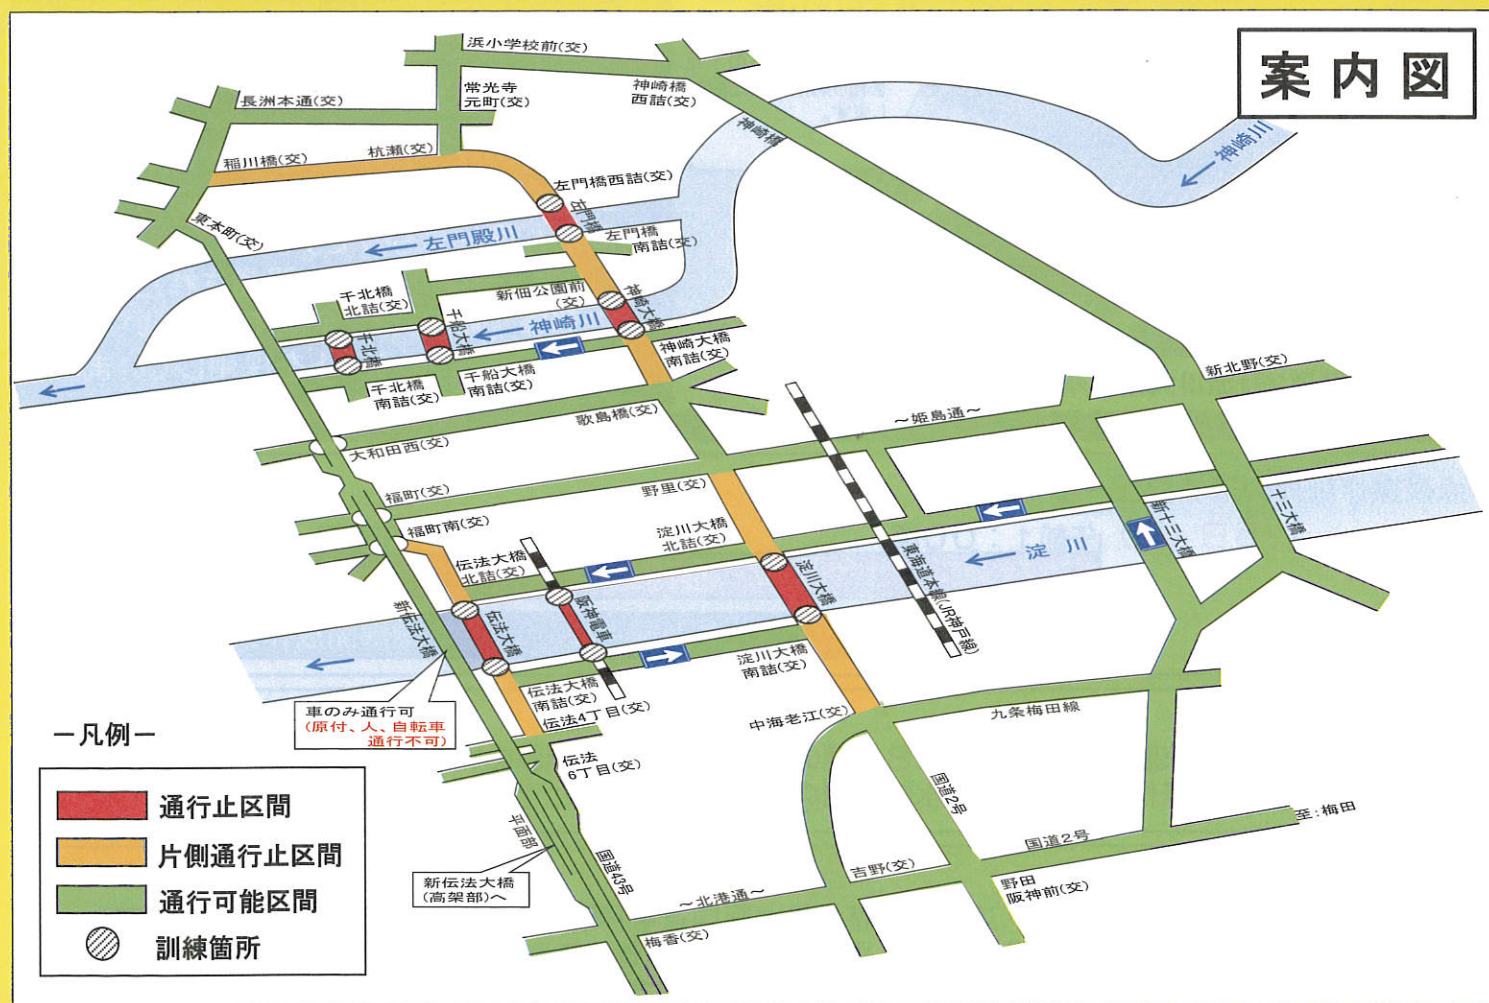 案内図
浜小学校前(交)
常光寺
元町(交)
神崎橋
西詰(交)
神崎橋
神崎川
長洲本通(交)
稲川橋(交)
杭瀬(交)
左門橋西詰(交)
左門橋
左門橋
南詰(交)
東本町(交)
左門殿川
千北橋
北詰(交)
新佃公園前
(交)
神崎大橋
千船大橋
神崎川
千北橋
神崎大橋
南詰(交)
千北橋
南詰(交)
千船大橋
南詰(交)
新北野(交)
歌島橋(交)
～姫島通～
大和田西(交)
福町(交)
野里(交)
福町南(交)
淀川大橋
北詰(交)
伝法大橋
北詰(交)
新十三大橋
十三大橋
淀川
東海道本線(JR神戸線)
淀川大橋
阪神電車
伝法大橋
新伝法大橋
淀川大橋
南詰(交)
伝法大橋
南詰(交)
伝法4丁目(交)
車のみ通行可
(原付、人、自転車
通行不可)
中海老江(交)
九条梅田線
伝法
6丁目(交)
国道2号
平面部
国道43号
国道2号
至:梅田
吉野(交)
野田
阪神前(交)
新伝法大橋
(高架部)へ
～北港通～
梅香(交)
－凡例－
通行止区間
片側通行止区間
通行可能区間
訓練箇所